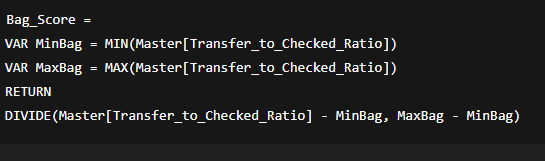 Bag_Score =
VAR MinBag = MIN(Master[Transfer_to_Checked_Ratio])
VAR MaxBag = MAX(Master[Transfer_to_Checked_Ratio])
RETURN
DIVIDE(Master[Transfer_to_Checked_Ratio] - MinBag, MaxBag - MinBag)